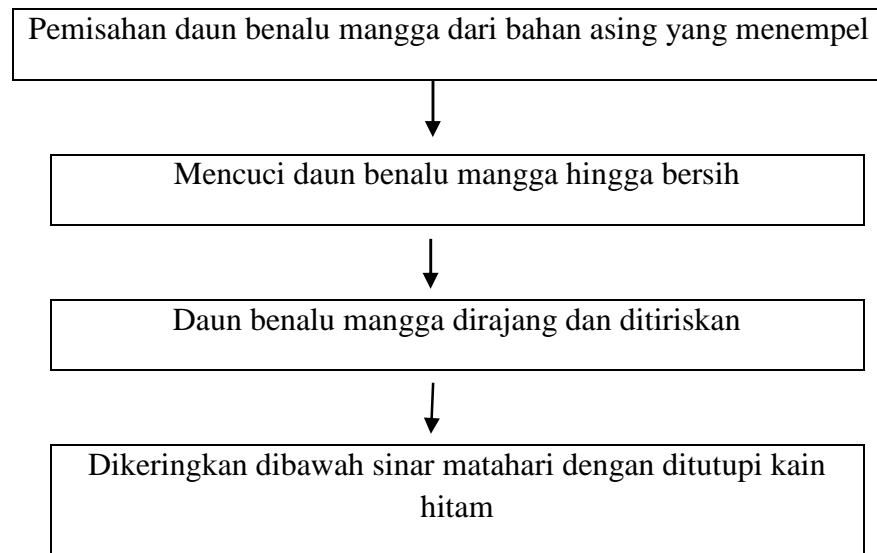 Pemisahan daun benalu mangga dari bahan asing yang menempel
Mencuci daun benalu mangga hingga bersih
Daun benalu mangga dirajang dan ditiriskan
Dikeringkan dibawah sinar matahari dengan ditutupi kain
hitam